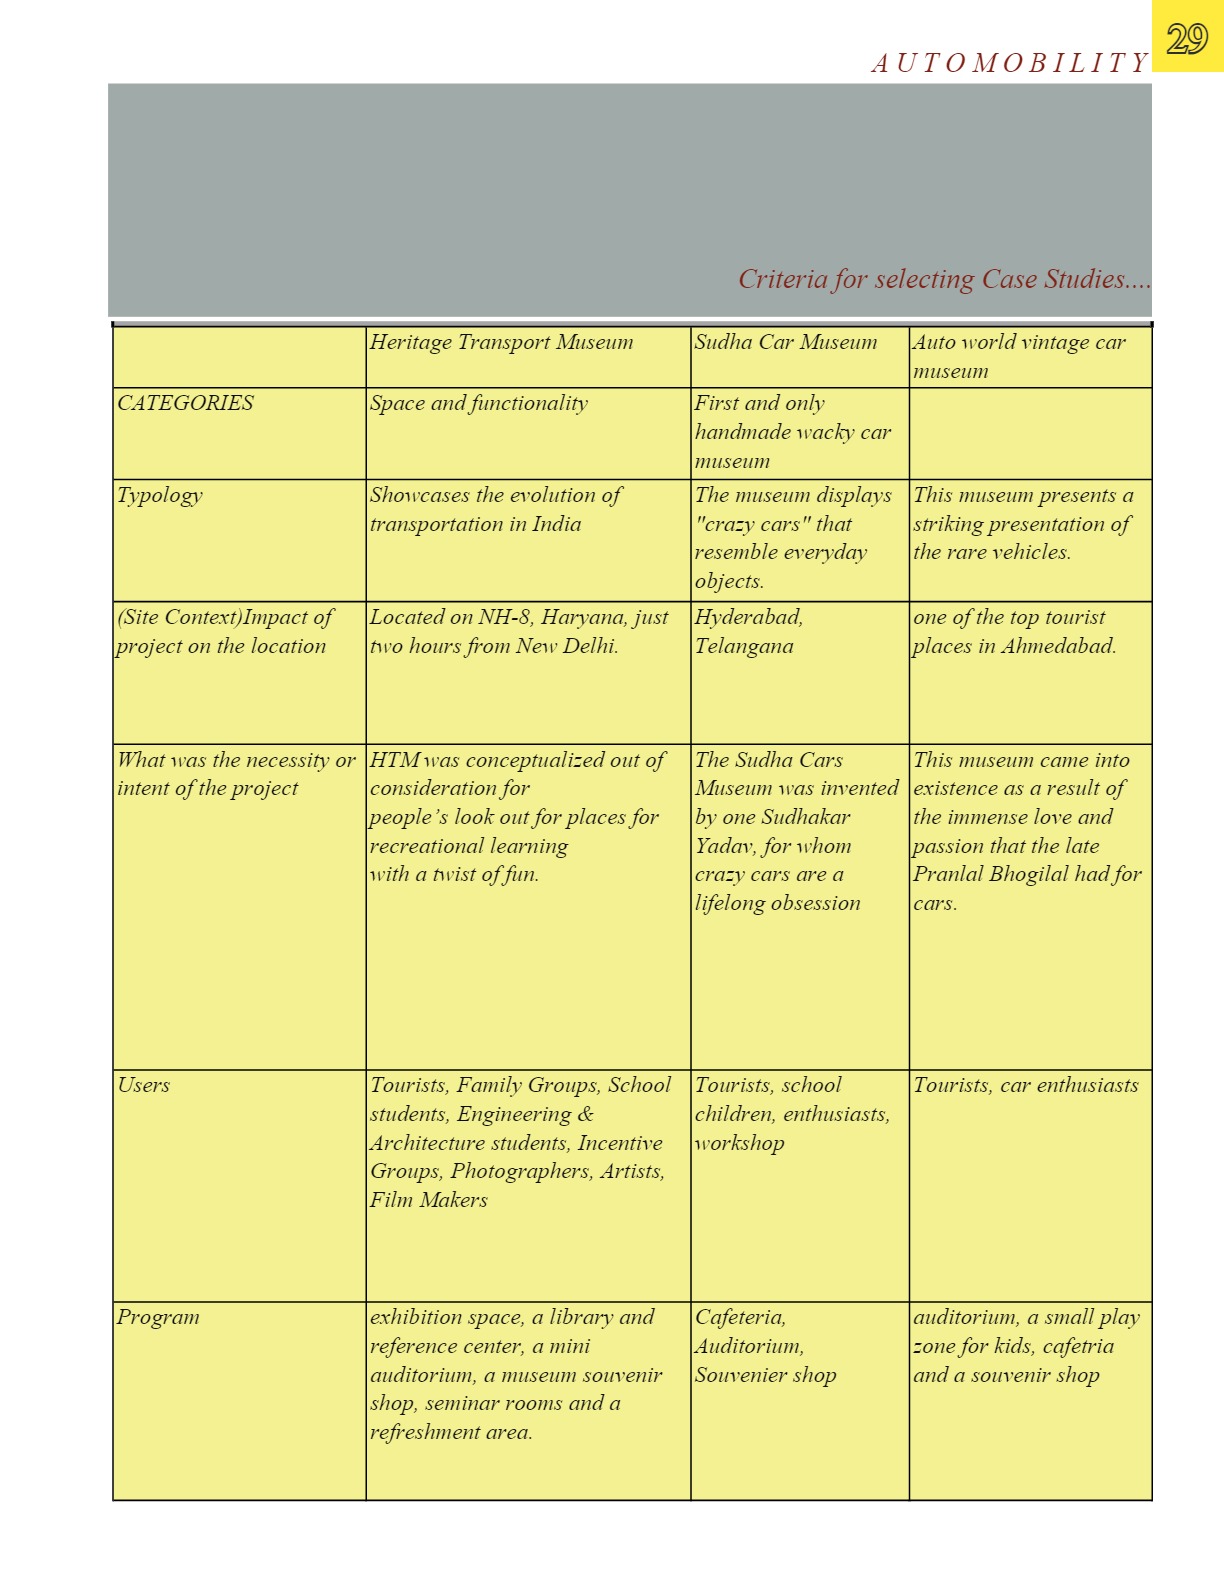 29
AUTOMOBILITY
Criteria for selecting Case Studies....
Heritage Transport Museum
Sudha Car Museum
Auto world vintage car
museum
CATEGORIES
Space and functionality
First and only
handmade wacky car
museum
Typology
Showcases the evolution of
transportation in India
The museum displays
"crazy cars" that
resemble everyday
objects.
This museum presents a
striking presentation of
the rare vehicles.
(Site Context)Impact of
project on the location
Located on NH-8, Haryana, just
two hours from New Delhi.
Hyderabad,
Telangana
one of the top tourist
places in Ahmedabad.
What was the necessity or
intent of the project
HTM was conceptualized out of
consideration for
people’s look out for places for
recreational learning
with a twist of fun.
The Sudha Cars
Museum was invented
by one Sudhakar
Yadav, for whom
crazy cars are a
lifelong obsession
This museum came into
existence as a result of
the immense love and
passion that the late
Pranlal Bhogilal had for
cars.
Users
Tourists, Family Groups, School
students, Engineering &
Architecture students, Incentive
Groups, Photographers, Artists,
Film Makers
Tourists, school
children, enthusiasts,
workshop
Tourists, car enthusiasts
Program
exhibition space, a library and
reference center, a mini
auditorium, a museum souvenir
shop, seminar rooms and a
refreshment area.
Cafeteria,
Auditorium,
Souvenier shop
auditorium, a small play
zone for kids, cafetria
and a souvenir shop